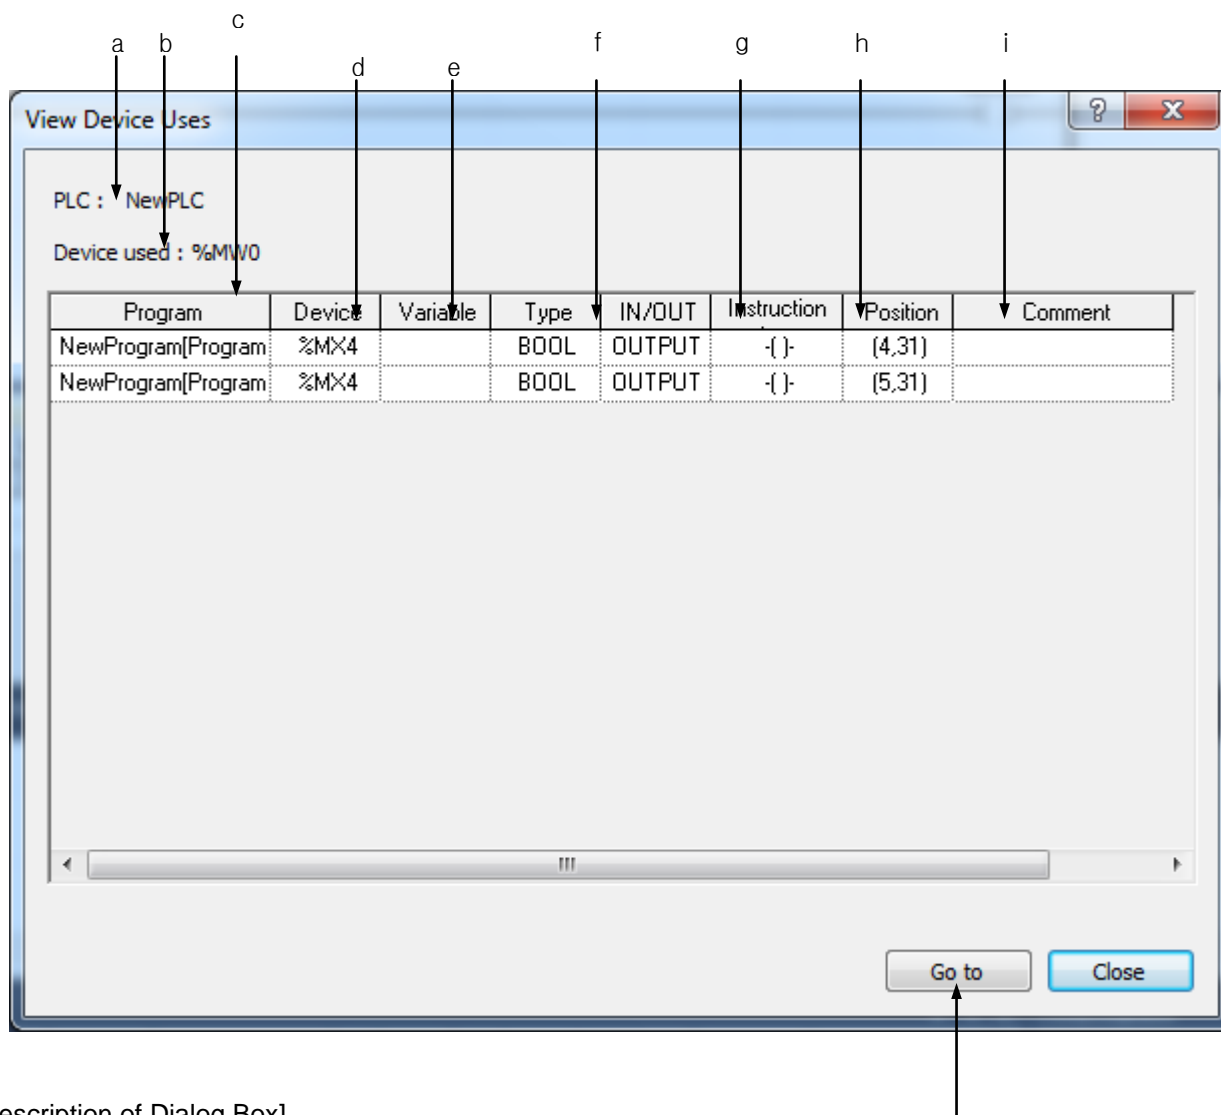 c
a b f g h i
d e
View Device Uses
PLC : NewPLC
Device used : %MW0
Program Device Variable Type IN/OUT Instruction Position Comment
NewProgram[Program %MX4 BOOL OUTPUT -( )- (4,31)
NewProgram[Program %MX4 BOOL OUTPUT -( )- (5,31)
Go to Close
escription of Dialog Box]